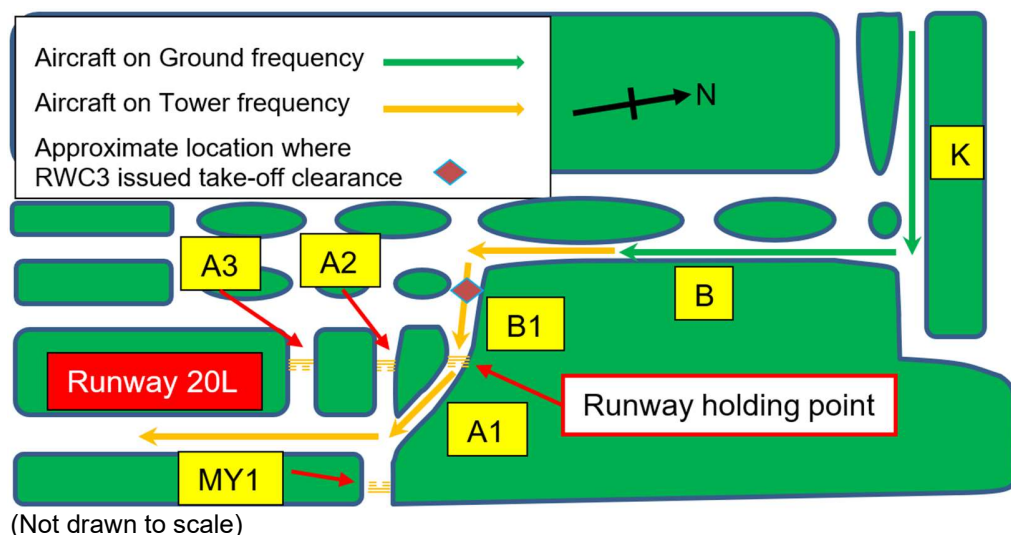 Aircraft on Ground frequency
Aircraft on Tower frequency
Approximate location where
RWC3 issued take-off clearance
N
K
A3
A2
B
B1
Runway 20L
Runway holding point
A1
MY1
(Not drawn to scale)